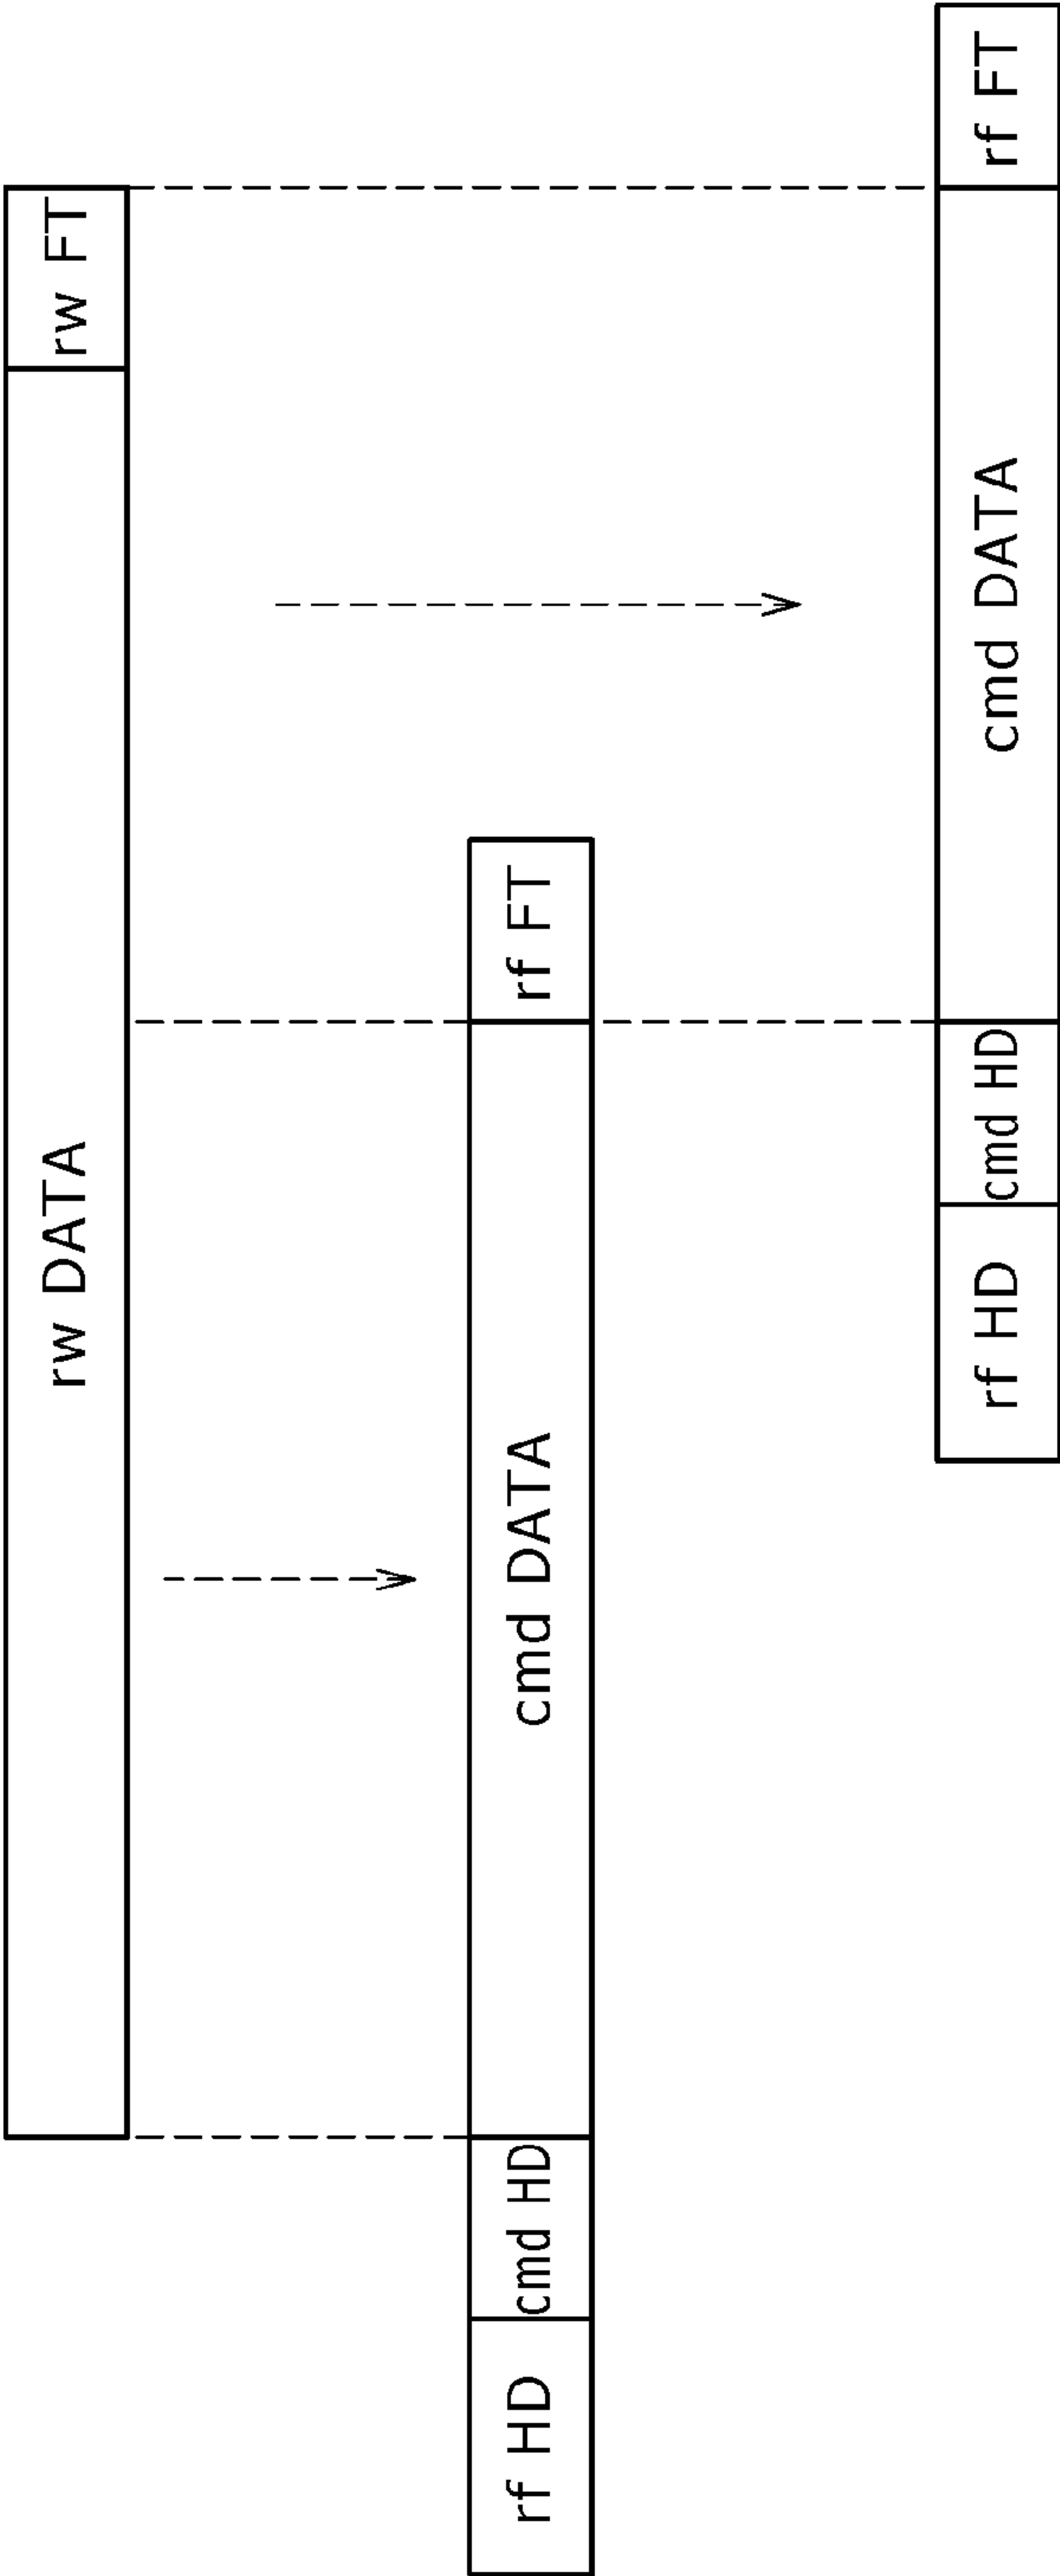 rw DATA
rw FT
rf HD
cmd HD
cmd DATA
rf FT
rf HD
cmd HD
cmd DATA
rf FT